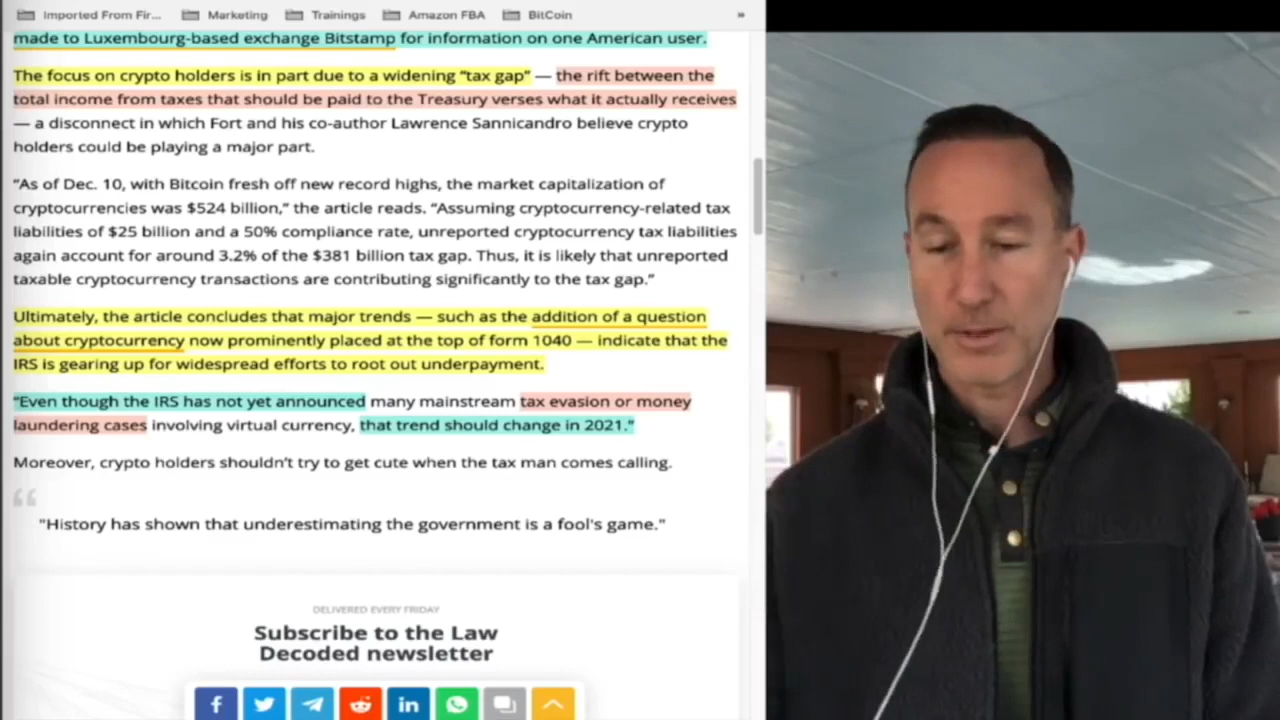 Imported From Fir... Marketing Trainings Amazon FBA BitCoin »
made to Luxembourg-based exchange Bitstamp for information on one American user.
The focus on crypto holders is in part due to a widening "tax gap" — the rift between the
total income from taxes that should be paid to the Treasury verses what it actually receives
— a disconnect in which Fort and his co-author Lawrence Sannicandro believe crypto
holders could be playing a major part.
“As of Dec. 10, with Bitcoin fresh off new record highs, the market capitalization of
cryptocurrencies was $524 billion,” the article reads. “Assuming cryptocurrency-related tax
liabilities of $25 billion and a 50% compliance rate, unreported cryptocurrency tax liabilities
again account for around 3.2% of the $381 billion tax gap. Thus, it is likely that unreported
taxable cryptocurrency transactions are contributing significantly to the tax gap.”
Ultimately, the article concludes that major trends — such as the addition of a question
about cryptocurrency now prominently placed at the top of form 1040 — indicate that the
IRS is gearing up for widespread efforts to root out underpayment.
“Even though the IRS has not yet announced many mainstream tax evasion or money
laundering cases involving virtual currency, that trend should change in 2021.”
Moreover, crypto holders shouldn’t try to get cute when the tax man comes calling.
"History has shown that underestimating the government is a fool's game."
DELIVERED EVERY FRIDAY
Subscribe to the Law
Decoded newsletter